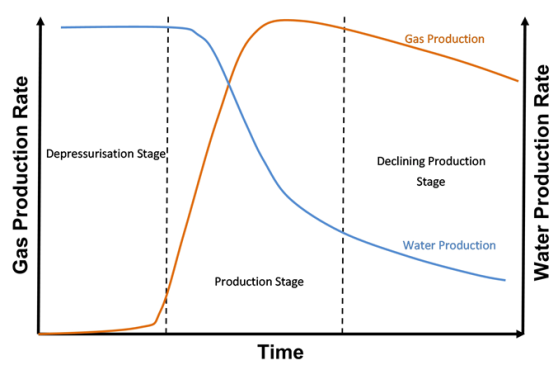 Gas Production
Depressurisation Stage
Declining Production
Stage
Water Production
Production Stage
Gas Production Rate
Water Production Rate
Time